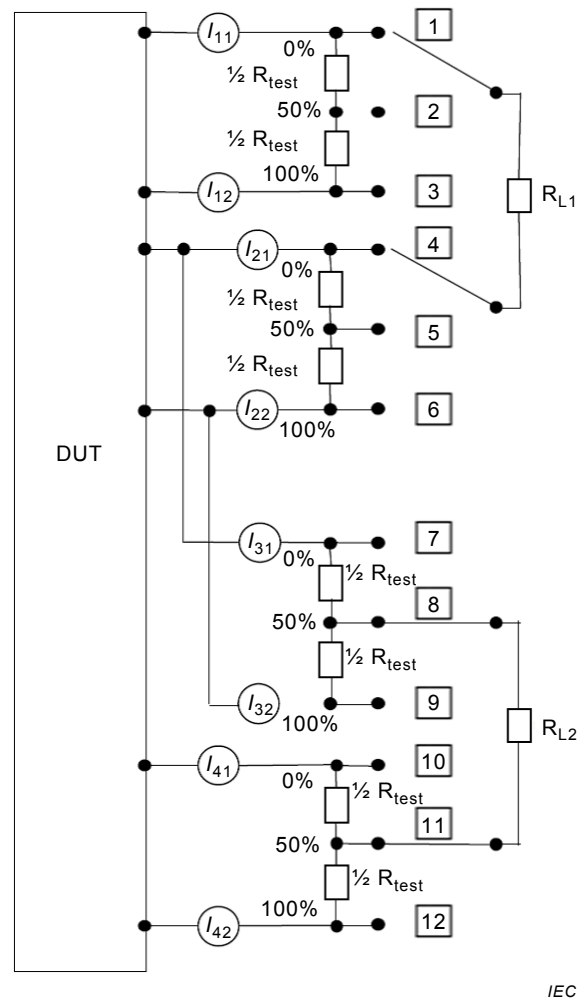 I11
0%
1
½ Rtest
50%
2
½ Rtest
100%
I12
3
RL1
I21
0%
4
½ Rtest
50%
5
½ Rtest
I22
100%
6
DUT
I31
0%
7
½ Rtest
8
50%
½ Rtest
I32
100%
9
RL2
I41
0%
10
½ Rtest
11
50%
½ Rtest
100%
I42
12
IEC